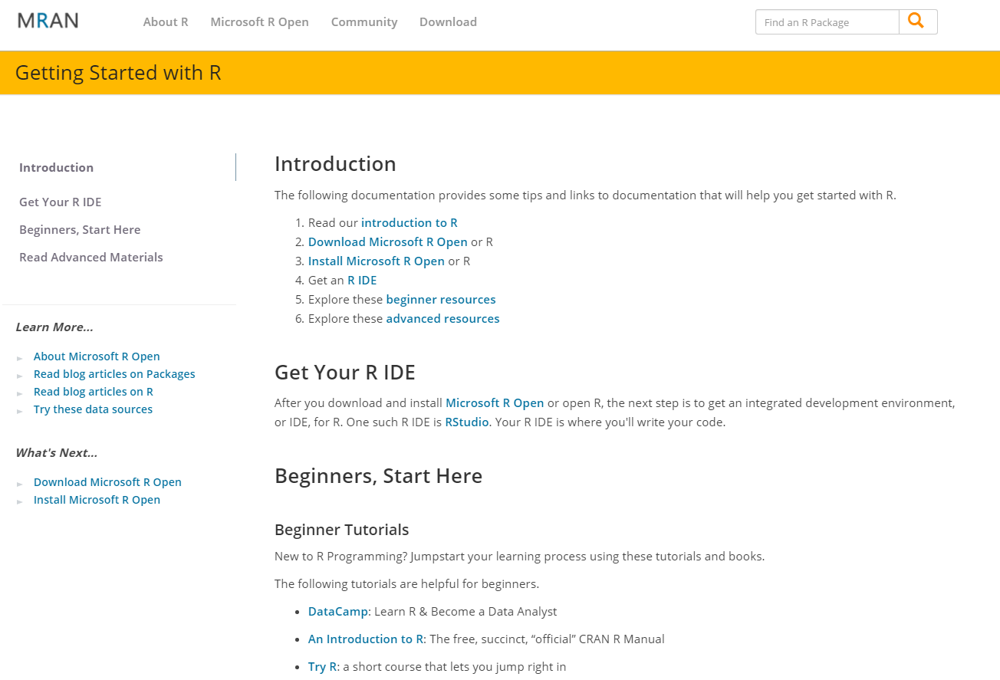 MRAN
About R
Microsoft R Open
Community
Download
Find an R Package
Getting Started with R
Introduction
Get Your R IDE
Beginners, Start Here
Read Advanced Materials
Learn More...
About Microsoft R Open
Read blog articles on Packages
Read blog articles on R
Try these data sources
What's Next...
Download Microsoft R Open
Install Microsoft R Open
Introduction
The following documentation provides some tips and links to documentation that will help you get started with R.
1. Read our introduction to R
2. Download Microsoft R Open or R
3. Install Microsoft R Open or R
4. Get an R IDE
5. Explore these beginner resources
6. Explore these advanced resources
Get Your R IDE
After you download and install Microsoft R Open or open R, the next step is to get an integrated development environment,
or IDE, for R. One such R IDE is RStudio. Your R IDE is where you'll write your code.
Beginners, Start Here
Beginner Tutorials
New to R Programming? Jumpstart your learning process using these tutorials and books.
The following tutorials are helpful for beginners.
• DataCamp: Learn R & Become a Data Analyst
• An Introduction to R: The free, succinct, “official” CRAN R Manual
• Try R: a short course that lets you jump right in